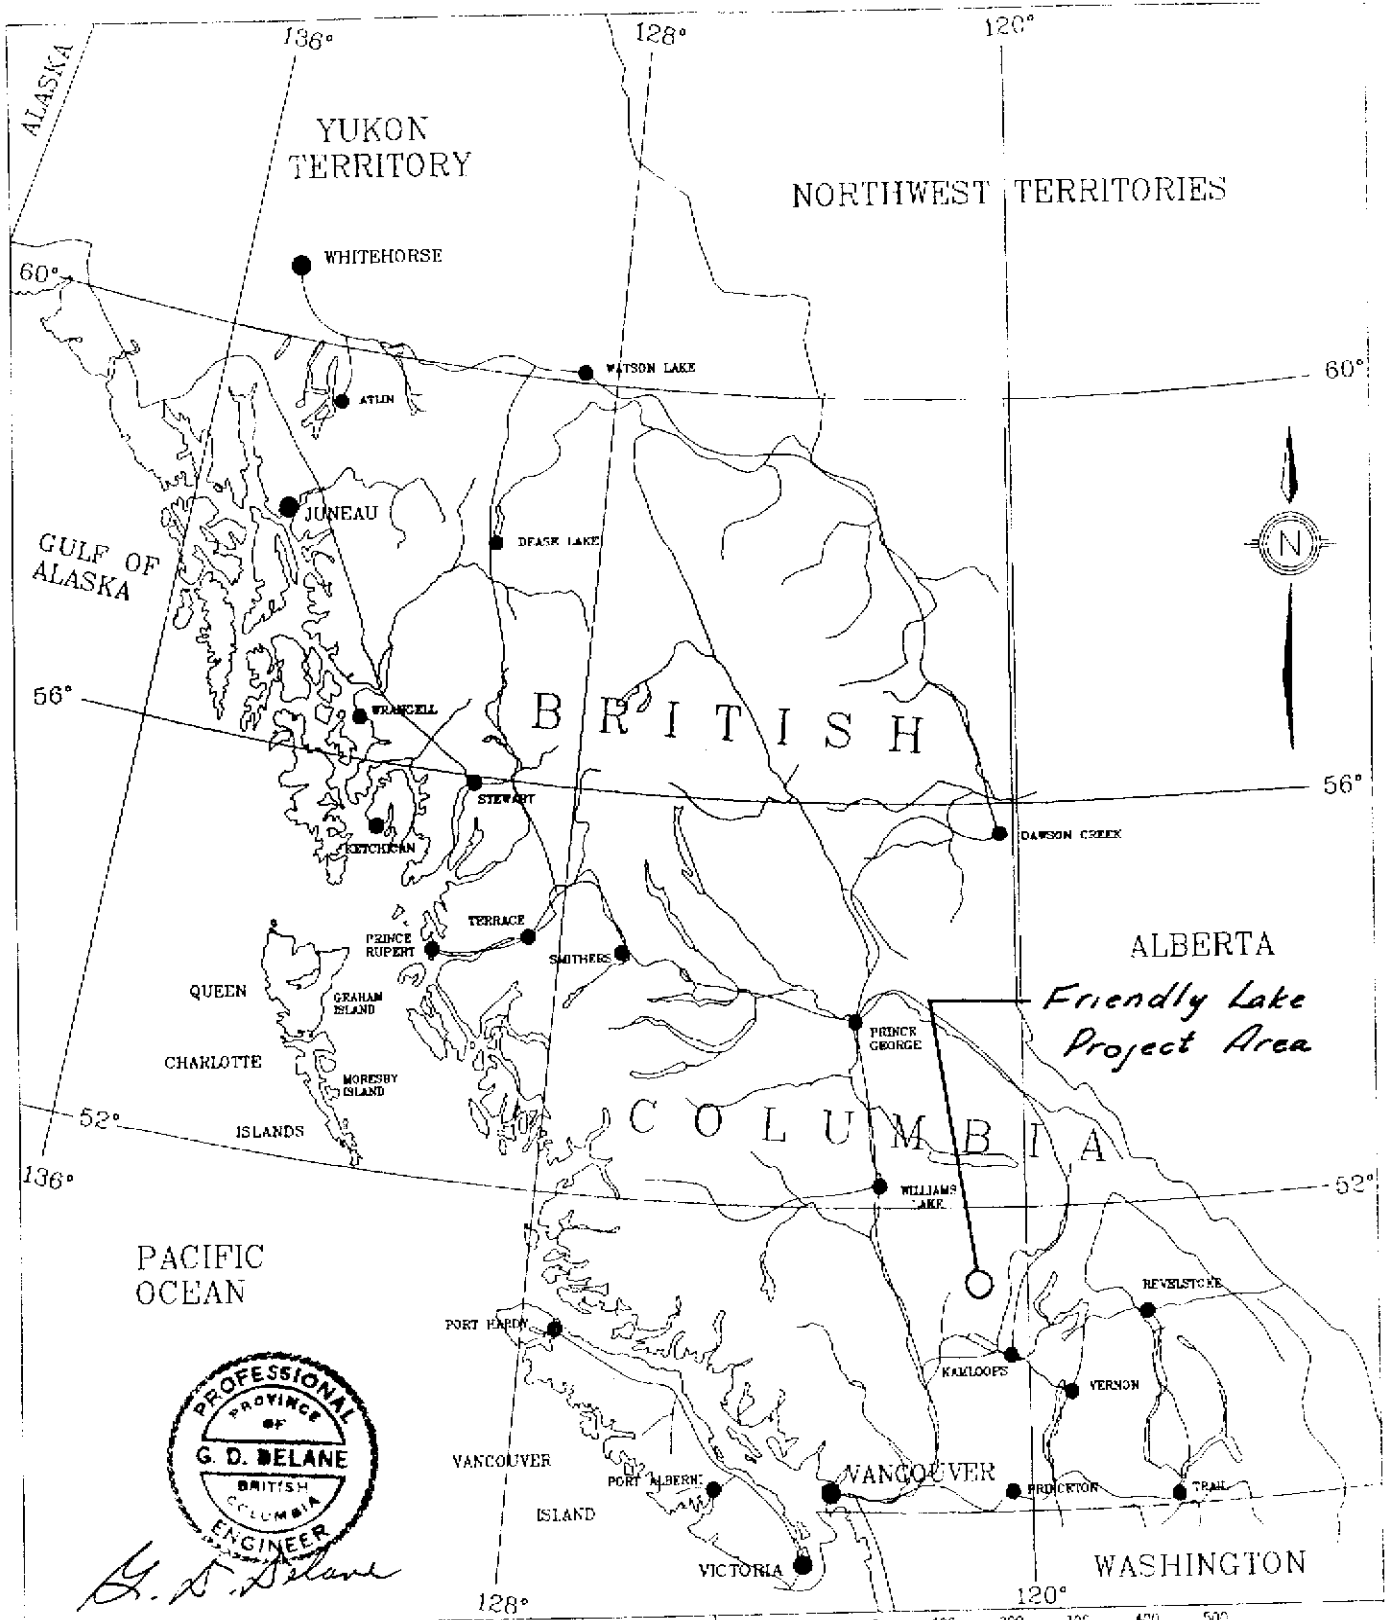 136°
128°
120°
ALASKA
YUKON
TERRITORY
NORTHWEST TERRITORIES
WHITEHORSE
60°
WATSON LAKE
60°
ATLIN
JUNEAU
DEASE LAKE
GULF OF
ALASKA
N
56°
WRANGELL
BRITISH
STEWART
56°
KETCHIKAN
DAWSON CREEK
TERRACE
PRINCE
RUPERT
SMITHERS
ALBERTA
QUEEN
GRAHAM
ISLAND
Friendly Lake
Project Area
PRINCE
GEORGE
CHARLOTTE
MORESBY
ISLAND
52°
COLUMBIA
ISLANDS
136°
WILLIAMS
LAKE
52°
PACIFIC
OCEAN
REVELSTOKE
PORT HARDY
KAMLOOPS
VERNON
PROFESSIONAL
PROVINCE
OF
G. D. DELANE
BRITISH
COLUMBIA
ENGINEER
VANCOUVER
ISLAND
PORT ALBERNI
VANCOUVER
PRINCETON
TRAIL
G. D. Delane
VICTORIA
WASHINGTON
128°
120°